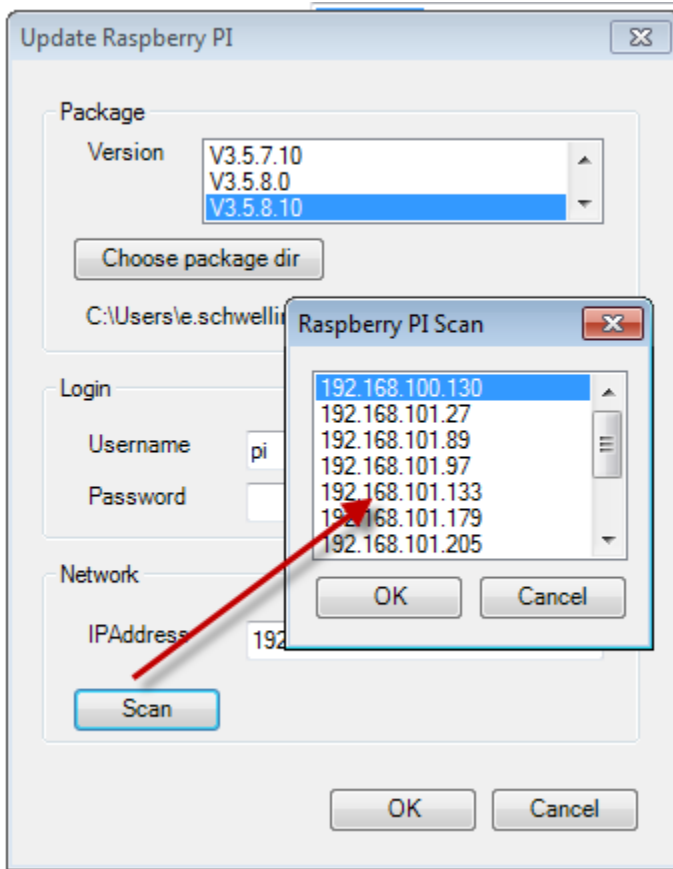 Update Raspberry PI
Package
Version
V3.5.7.10
V3.5.8.0
V3.5.8.10
Choose package dir
C:\Users\e.schwellin
Login
Username
pi
Password
Network
IPAddress
192
Scan
OK
Cancel
Raspberry PI Scan
192.168.100.130
192.168.101.27
192.168.101.89
192.168.101.97
192.168.101.133
192.168.101.179
192.168.101.205
OK
Cancel